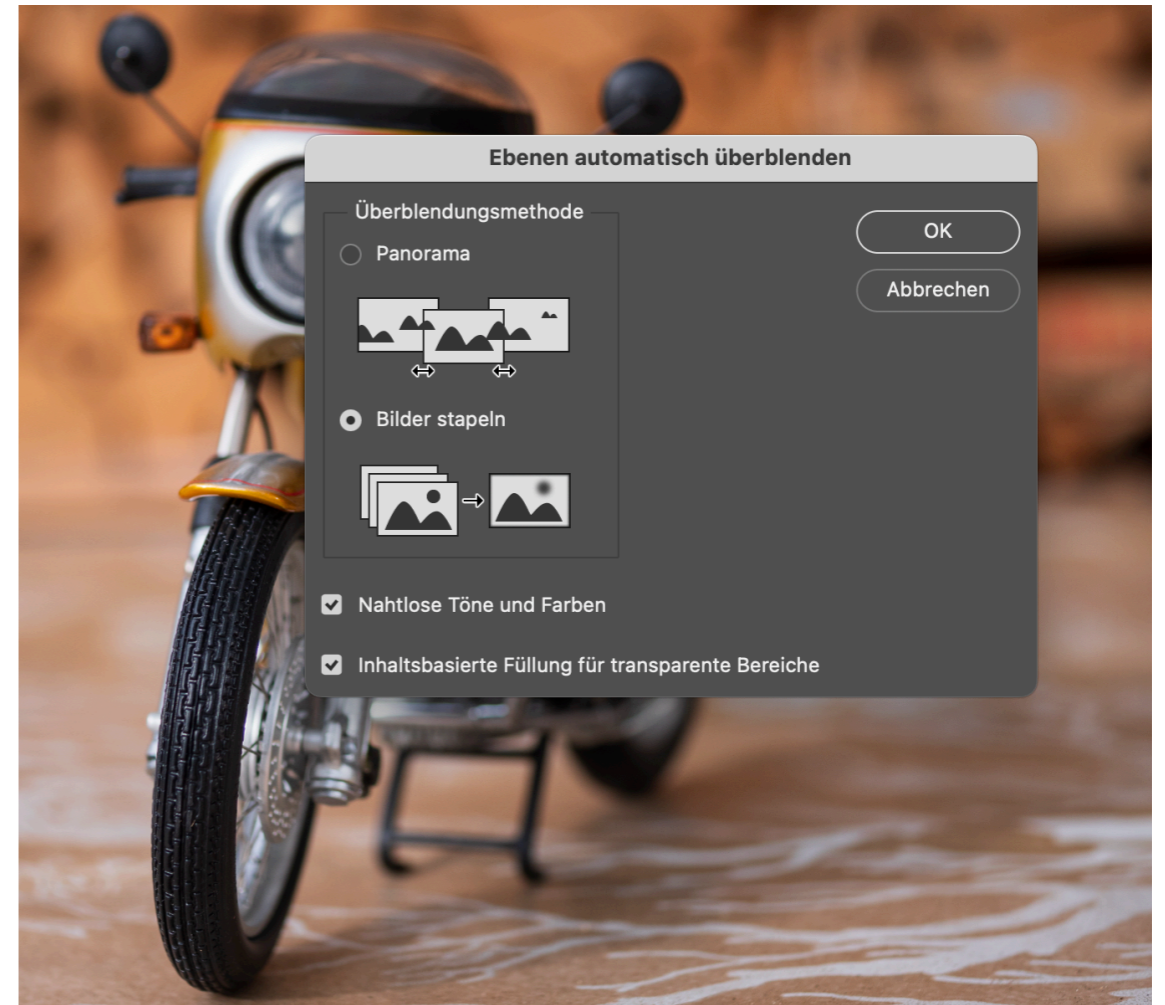 Ebenen automatisch überblenden
Überblendungsmethode
Panorama
Bilder stapeln
Nahtlose Töne und Farben
Inhaltsbasierte Füllung für transparente Bereiche
OK
Abbrechen